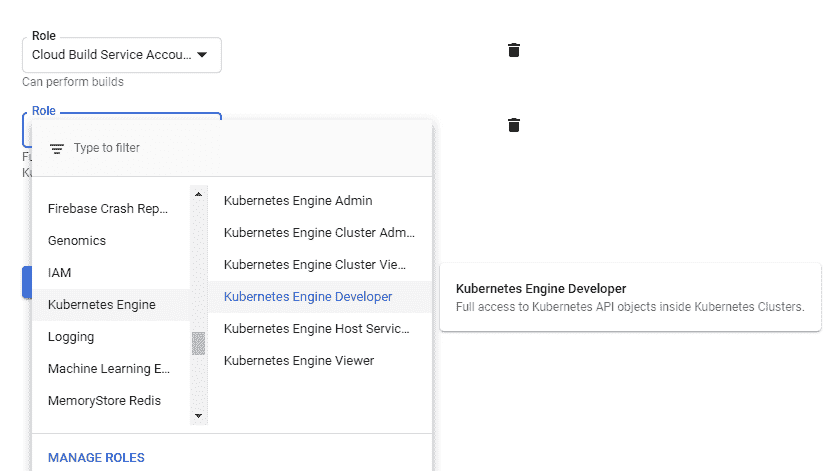 Role
Cloud Build Service Accou...
Can perform builds
Role
Type to filter
Firebase Crash Rep...
Genomics
IAM
Kubernetes Engine
Logging
Machine Learning E...
MemoryStore Redis
Kubernetes Engine Admin
Kubernetes Engine Cluster Adm...
Kubernetes Engine Cluster Vie...
Kubernetes Engine Developer
Kubernetes Engine Host Servic...
Kubernetes Engine Viewer
MANAGE ROLES
Kubernetes Engine Developer
Full access to Kubernetes API objects inside Kubernetes Clusters.